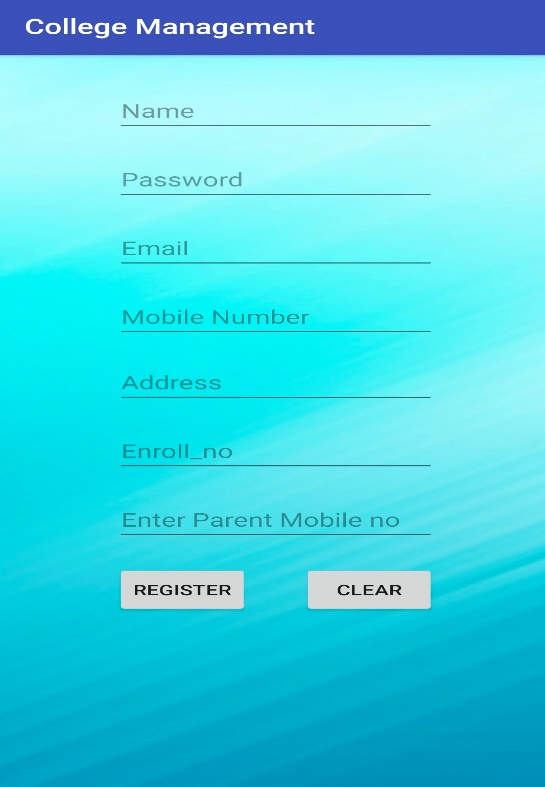 College Management
Name
Password
Email
Mobile Number
Address
Enroll_no
Enter Parent Mobile no
REGISTER CLEAR